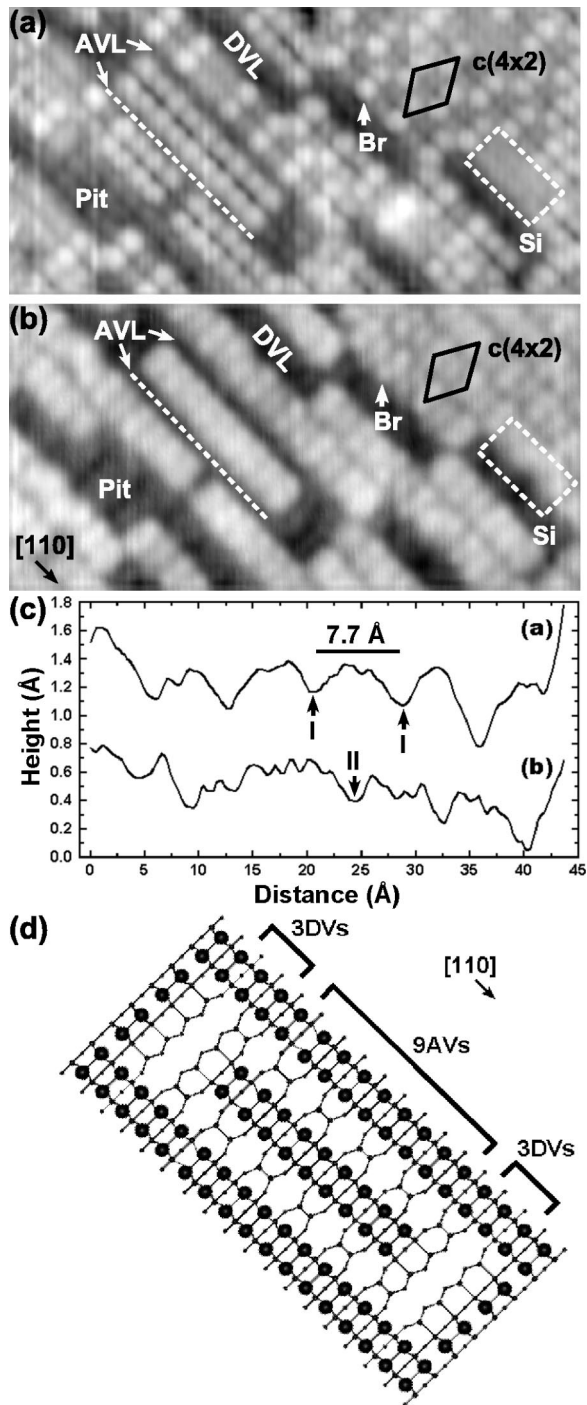 (a)
AVL
DVL
c(4x2)
Br
Pit
Si
(b)
AVL
DVL
c(4x2)
Br
Pit
Si
[110]
(c)
1.8
1.6
1.4
1.2
1.0
0.8
0.6
0.4
0.2
0.0
Height (Å)
7.7 Å
(a)
I
I
II
(b)
0 5 10 15 20 25 30 35 40 45
Distance (Å)
(d)
3DVs
[110]
9AVs
3DVs